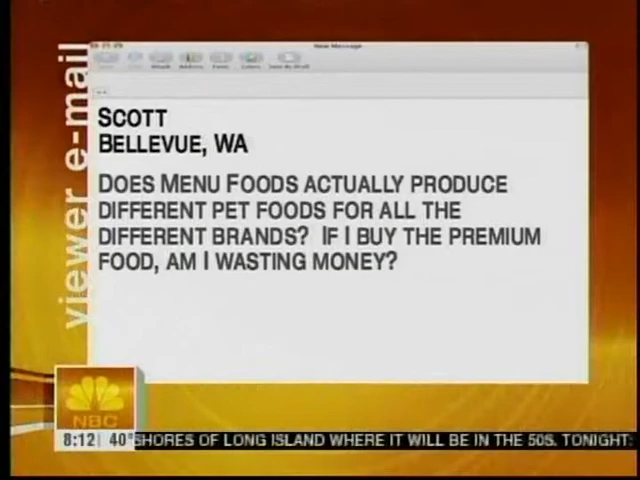 viewer e-mail
New Message
SCOTT
BELLEVUE, WA
DOES MENU FOODS ACTUALLY PRODUCE
DIFFERENT PET FOODS FOR ALL THE
DIFFERENT BRANDS? IF I BUY THE PREMIUM
FOOD, AM I WASTING MONEY?
NBC
8:12 40° SHORES OF LONG ISLAND WHERE IT WILL BE IN THE 50S. TONIGHT: